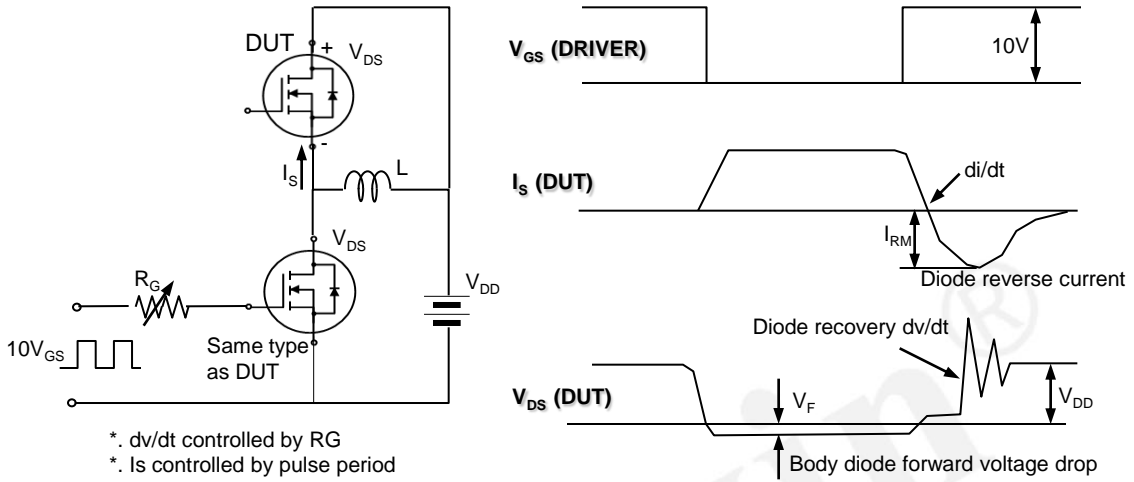 DUT
+
V_DS
-
I_S
L
V_DS
R_G
V_DD
10V_GS
Same type
as DUT
*. dv/dt controlled by RG
*. Is controlled by pulse period
V_GS (DRIVER)
10V
I_S (DUT)
di/dt
I_RM
Diode reverse current
Diode recovery dv/dt
V_DS (DUT)
V_F
V_DD
Body diode forward voltage drop
®